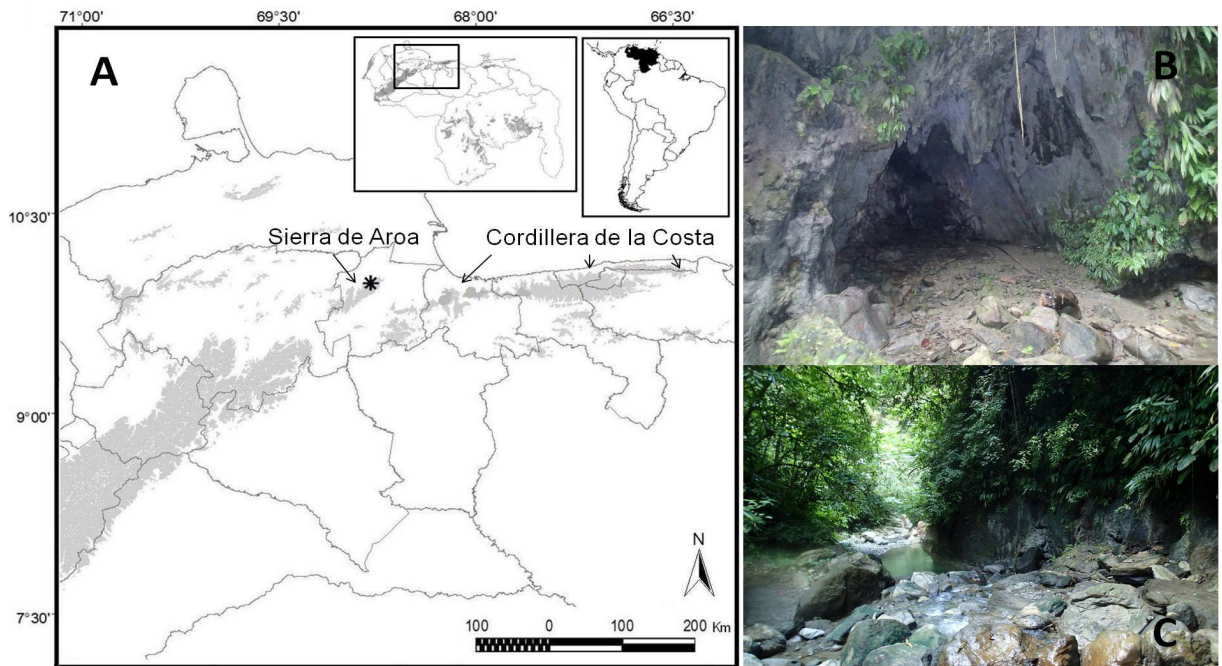 71°00'
69°30'
68°00'
66°30'
A
B
10°30'
Sierra de Aroa
Cordillera de la Costa
9°00'
N
7°30'
100
0
100
200 Km
C